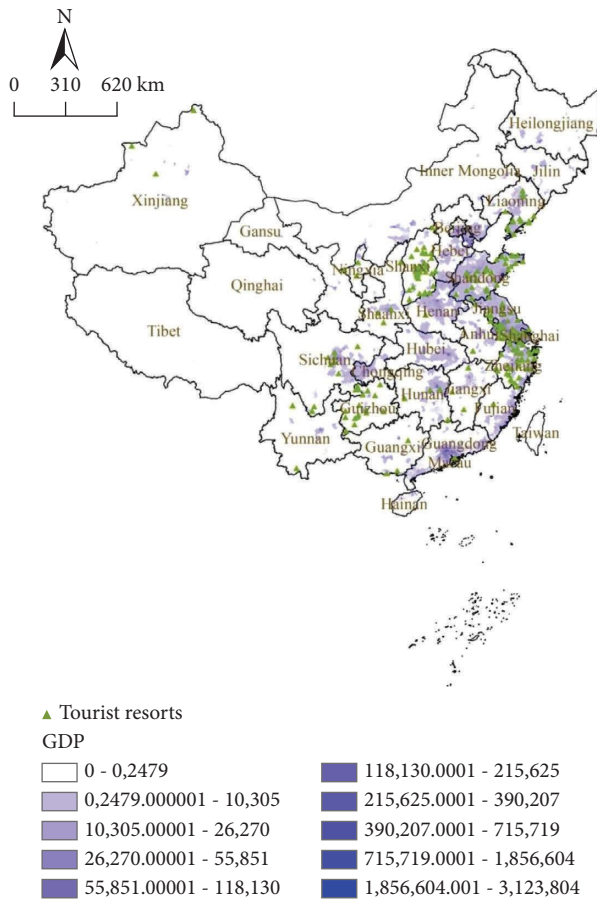 N
0 310 620 km
Heilongjiang
Inner Mongolia
Jilin
Xinjiang
Liaoning
Gansu
Beijing
Hebei
Ningxia
Shanxi
Shandong
Qinghai
Shaanxi
Henan
Jiangsu
Tibet
Anhui
Shanghai
Hubei
Sichuan
Chongqing
Zhejiang
Hunan
Jiangxi
Guizhou
Fujian
Yunnan
Guangxi
Guangdong
Taiwan
Macau
Hainan
Tourist resorts
GDP
0 - 0,2479
0,2479.000001 - 10,305
10,305.00001 - 26,270
26,270.00001 - 55,851
55,851.00001 - 118,130
118,130.0001 - 215,625
215,625.0001 - 390,207
390,207.0001 - 715,719
715,719.0001 - 1,856,604
1,856,604.001 - 3,123,804